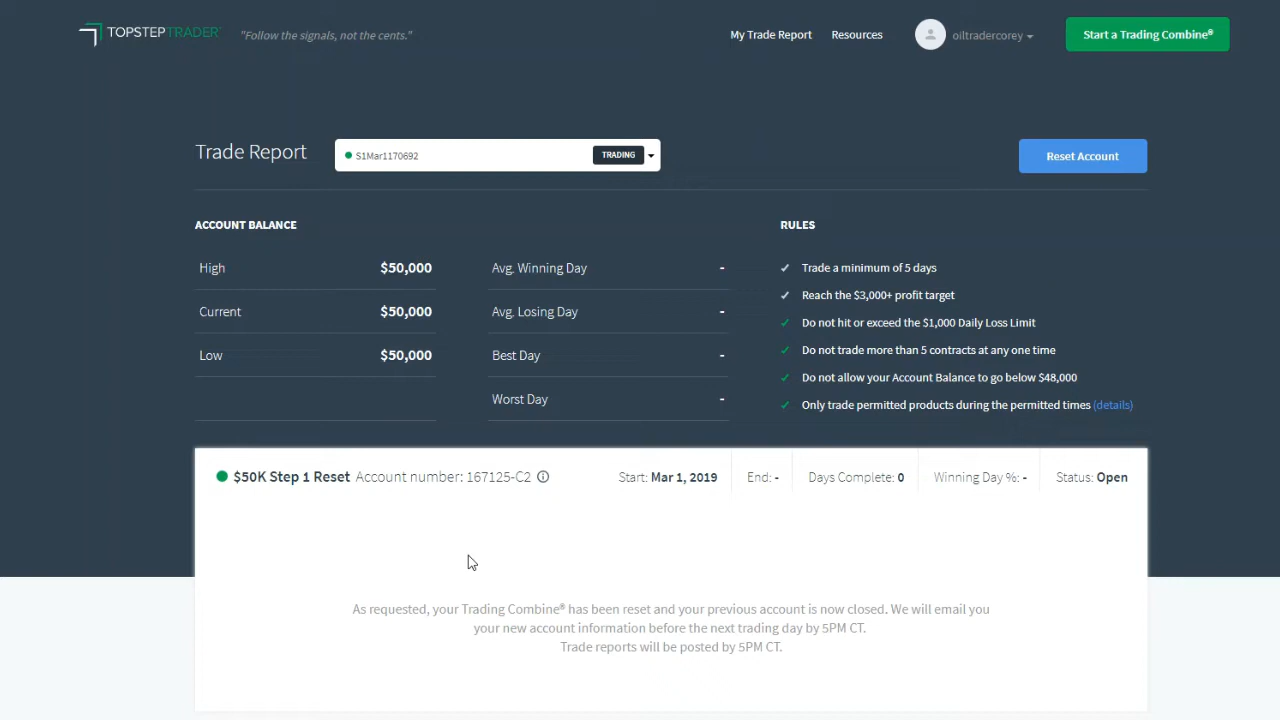 TOPSTEPTRADER® "Follow the signals, not the cents." My Trade Report Resources oiltradercorey Start a Trading Combine®
Trade Report S1Mar1170692 TRADING Reset Account
ACCOUNT BALANCE
High $50,000
Current $50,000
Low $50,000
Avg. Winning Day -
Avg. Losing Day -
Best Day -
Worst Day -
RULES
Trade a minimum of 5 days
Reach the $3,000+ profit target
Do not hit or exceed the $1,000 Daily Loss Limit
Do not trade more than 5 contracts at any one time
Do not allow your Account Balance to go below $48,000
Only trade permitted products during the permitted times (details)
$50K Step 1 Reset Account number: 167125-C2 Start: Mar 1, 2019 End: - Days Complete: 0 Winning Day %: - Status: Open
As requested, your Trading Combine® has been reset and your previous account is now closed. We will email you
your new account information before the next trading day by 5PM CT.
Trade reports will be posted by 5PM CT.